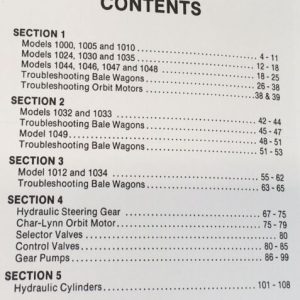 CONTENTS
SECTION 1
Models 1000, 1005 and 1010 4 - 11
Models 1024, 1030 and 1035 12 - 18
Models 1044, 1046, 1047 and 1048 18 - 25
Troubleshooting Bale Wagons 26 - 38
Troubleshooting Orbit Motors 38 & 39
SECTION 2
Models 1032 and 1033 42 - 44
Troubleshooting Bale Wagons 45 - 47
Model 1049 48 - 51
Troubleshooting Bale Wagons 51 - 53
SECTION 3
Model 1012 and 1034 55 - 62
Troubleshooting Bale Wagons 63 - 65
SECTION 4
Hydraulic Steering Gear 67 - 75
Char-Lynn Orbit Motor 75 - 79
Selector Valves 80
Control Valves 80 - 85
Gear Pumps 86 - 99
SECTION 5
Hydraulic Cylinders 101 - 108